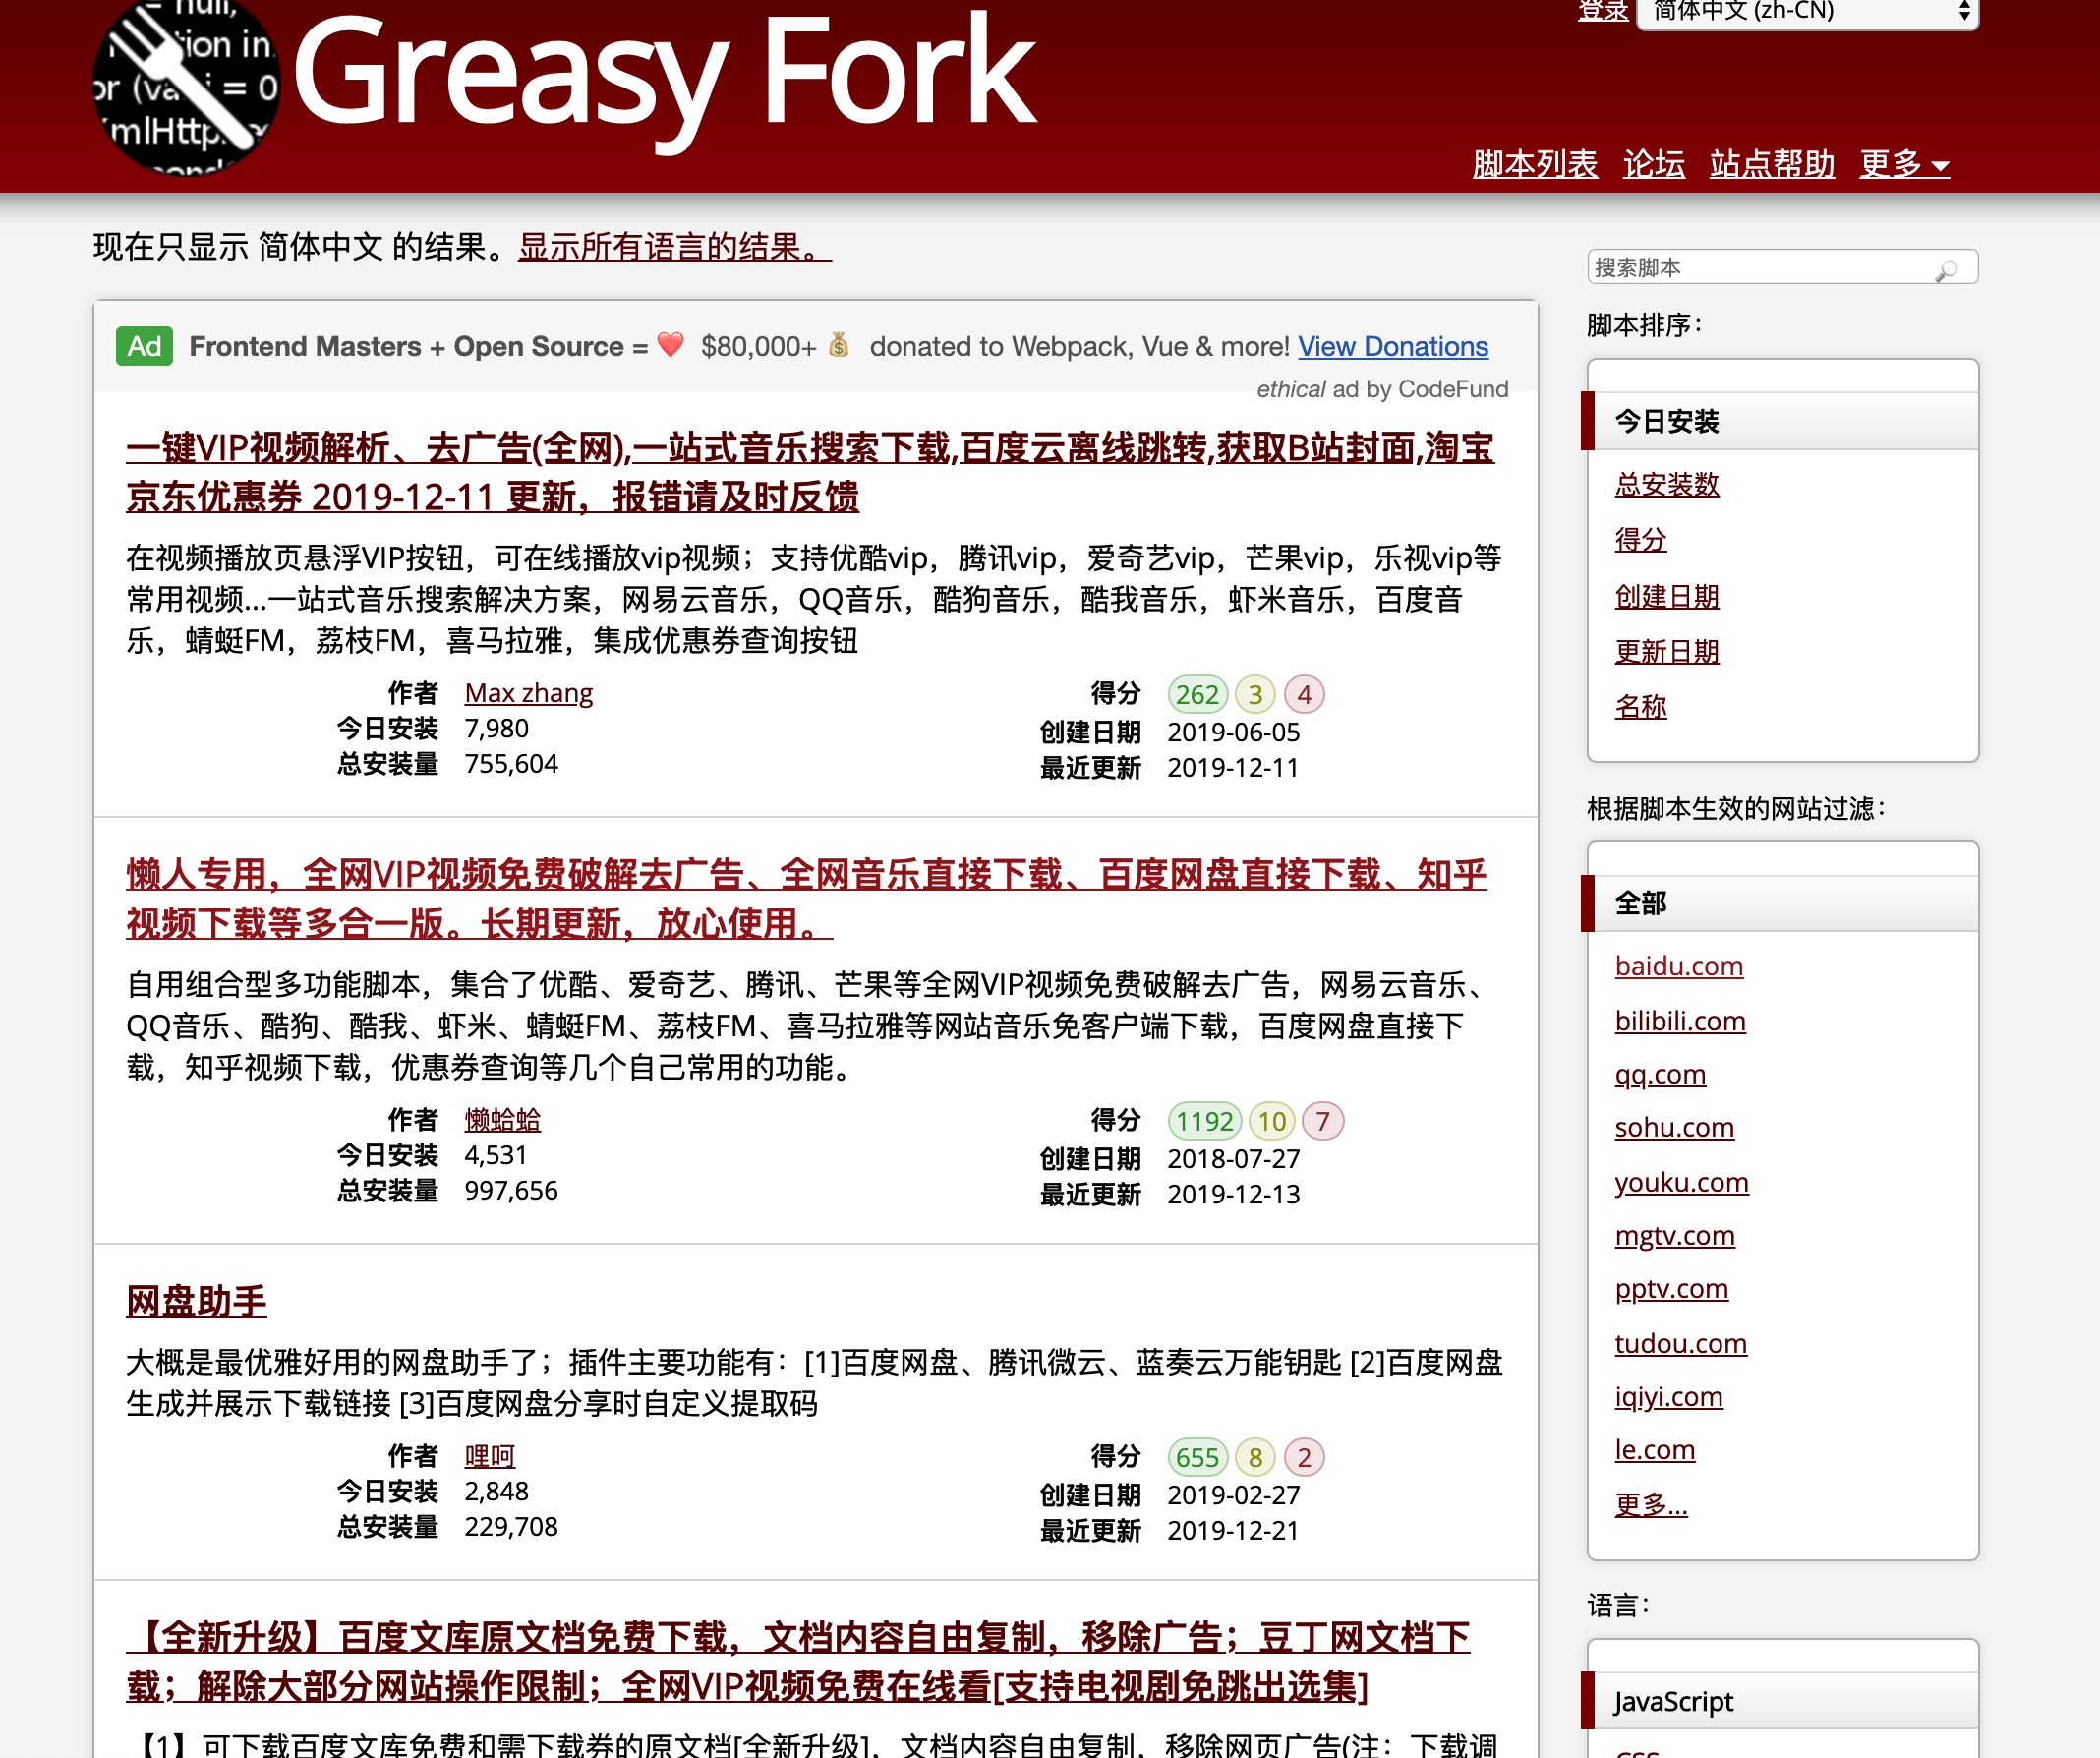 Greasy Fork
登录
简体中文 (zh-CN)
脚本列表 论坛 站点帮助 更多
现在只显示 简体中文 的结果。显示所有语言的结果。
Ad Frontend Masters + Open Source = ❤️ $80,000+ 💰 donated to Webpack, Vue & more! View Donations
ethical ad by CodeFund
一键VIP视频解析、去广告(全网),一站式音乐搜索下载,百度云离线跳转,获取B站封面,淘宝
京东优惠券 2019-12-11 更新，报错请及时反馈
在视频播放页悬浮VIP按钮，可在线播放vip视频；支持优酷vip，腾讯vip，爱奇艺vip，芒果vip，乐视vip等
常用视频...一站式音乐搜索解决方案，网易云音乐，QQ音乐，酷狗音乐，酷我音乐，虾米音乐，百度音
乐，蜻蜓FM，荔枝FM，喜马拉雅，集成优惠券查询按钮
作者 Max zhang
今日安装 7,980
总安装量 755,604
得分 262 3 4
创建日期 2019-06-05
最近更新 2019-12-11
懒人专用，全网VIP视频免费破解去广告、全网音乐直接下载、百度网盘直接下载、知乎
视频下载等多合一版。长期更新，放心使用。
自用组合型多功能脚本，集合了优酷、爱奇艺、腾讯、芒果等全网VIP视频免费破解去广告，网易云音乐、
QQ音乐、酷狗、酷我、虾米、蜻蜓FM、荔枝FM、喜马拉雅等网站音乐免客户端下载，百度网盘直接下
载，知乎视频下载，优惠券查询等几个自己常用的功能。
作者 懒蛤蛤
今日安装 4,531
总安装量 997,656
得分 1192 10 7
创建日期 2018-07-27
最近更新 2019-12-13
网盘助手
大概是最优雅好用的网盘助手了；插件主要功能有：[1]百度网盘、腾讯微云、蓝奏云万能钥匙 [2]百度网盘
生成并展示下载链接 [3]百度网盘分享时自定义提取码
作者 哩呵
今日安装 2,848
总安装量 229,708
得分 655 8 2
创建日期 2019-02-27
最近更新 2019-12-21
【全新升级】百度文库原文档免费下载，文档内容自由复制，移除广告；豆丁网文档下
载；解除大部分网站操作限制；全网VIP视频免费在线看[支持电视剧免跳出选集]
【1】可下载百度文库免费和需下载券的原文档[全新升级]，文档内容自由复制，移除网页广告(注：下载调
搜索脚本
脚本排序：
今日安装
总安装数
得分
创建日期
更新日期
名称
根据脚本生效的网站过滤：
全部
baidu.com
bilibili.com
qq.com
sohu.com
youku.com
mgtv.com
pptv.com
tudou.com
iqiyi.com
le.com
更多...
语言：
JavaScript